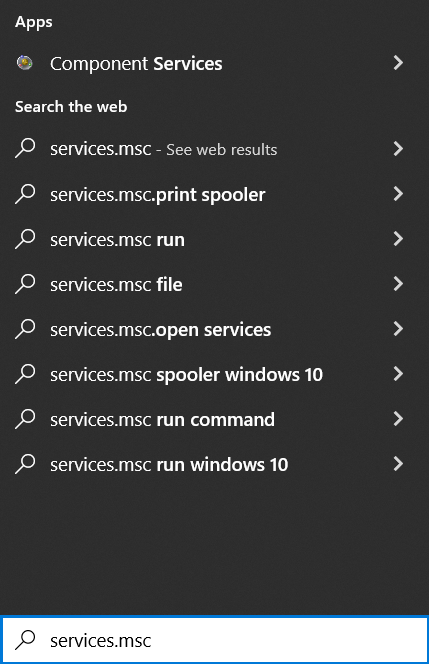 Apps
Component Services
Search the web
services.msc - See web results
services.msc.print spooler
services.msc run
services.msc file
services.msc.open services
services.msc spooler windows 10
services.msc run command
services.msc run windows 10
services.msc